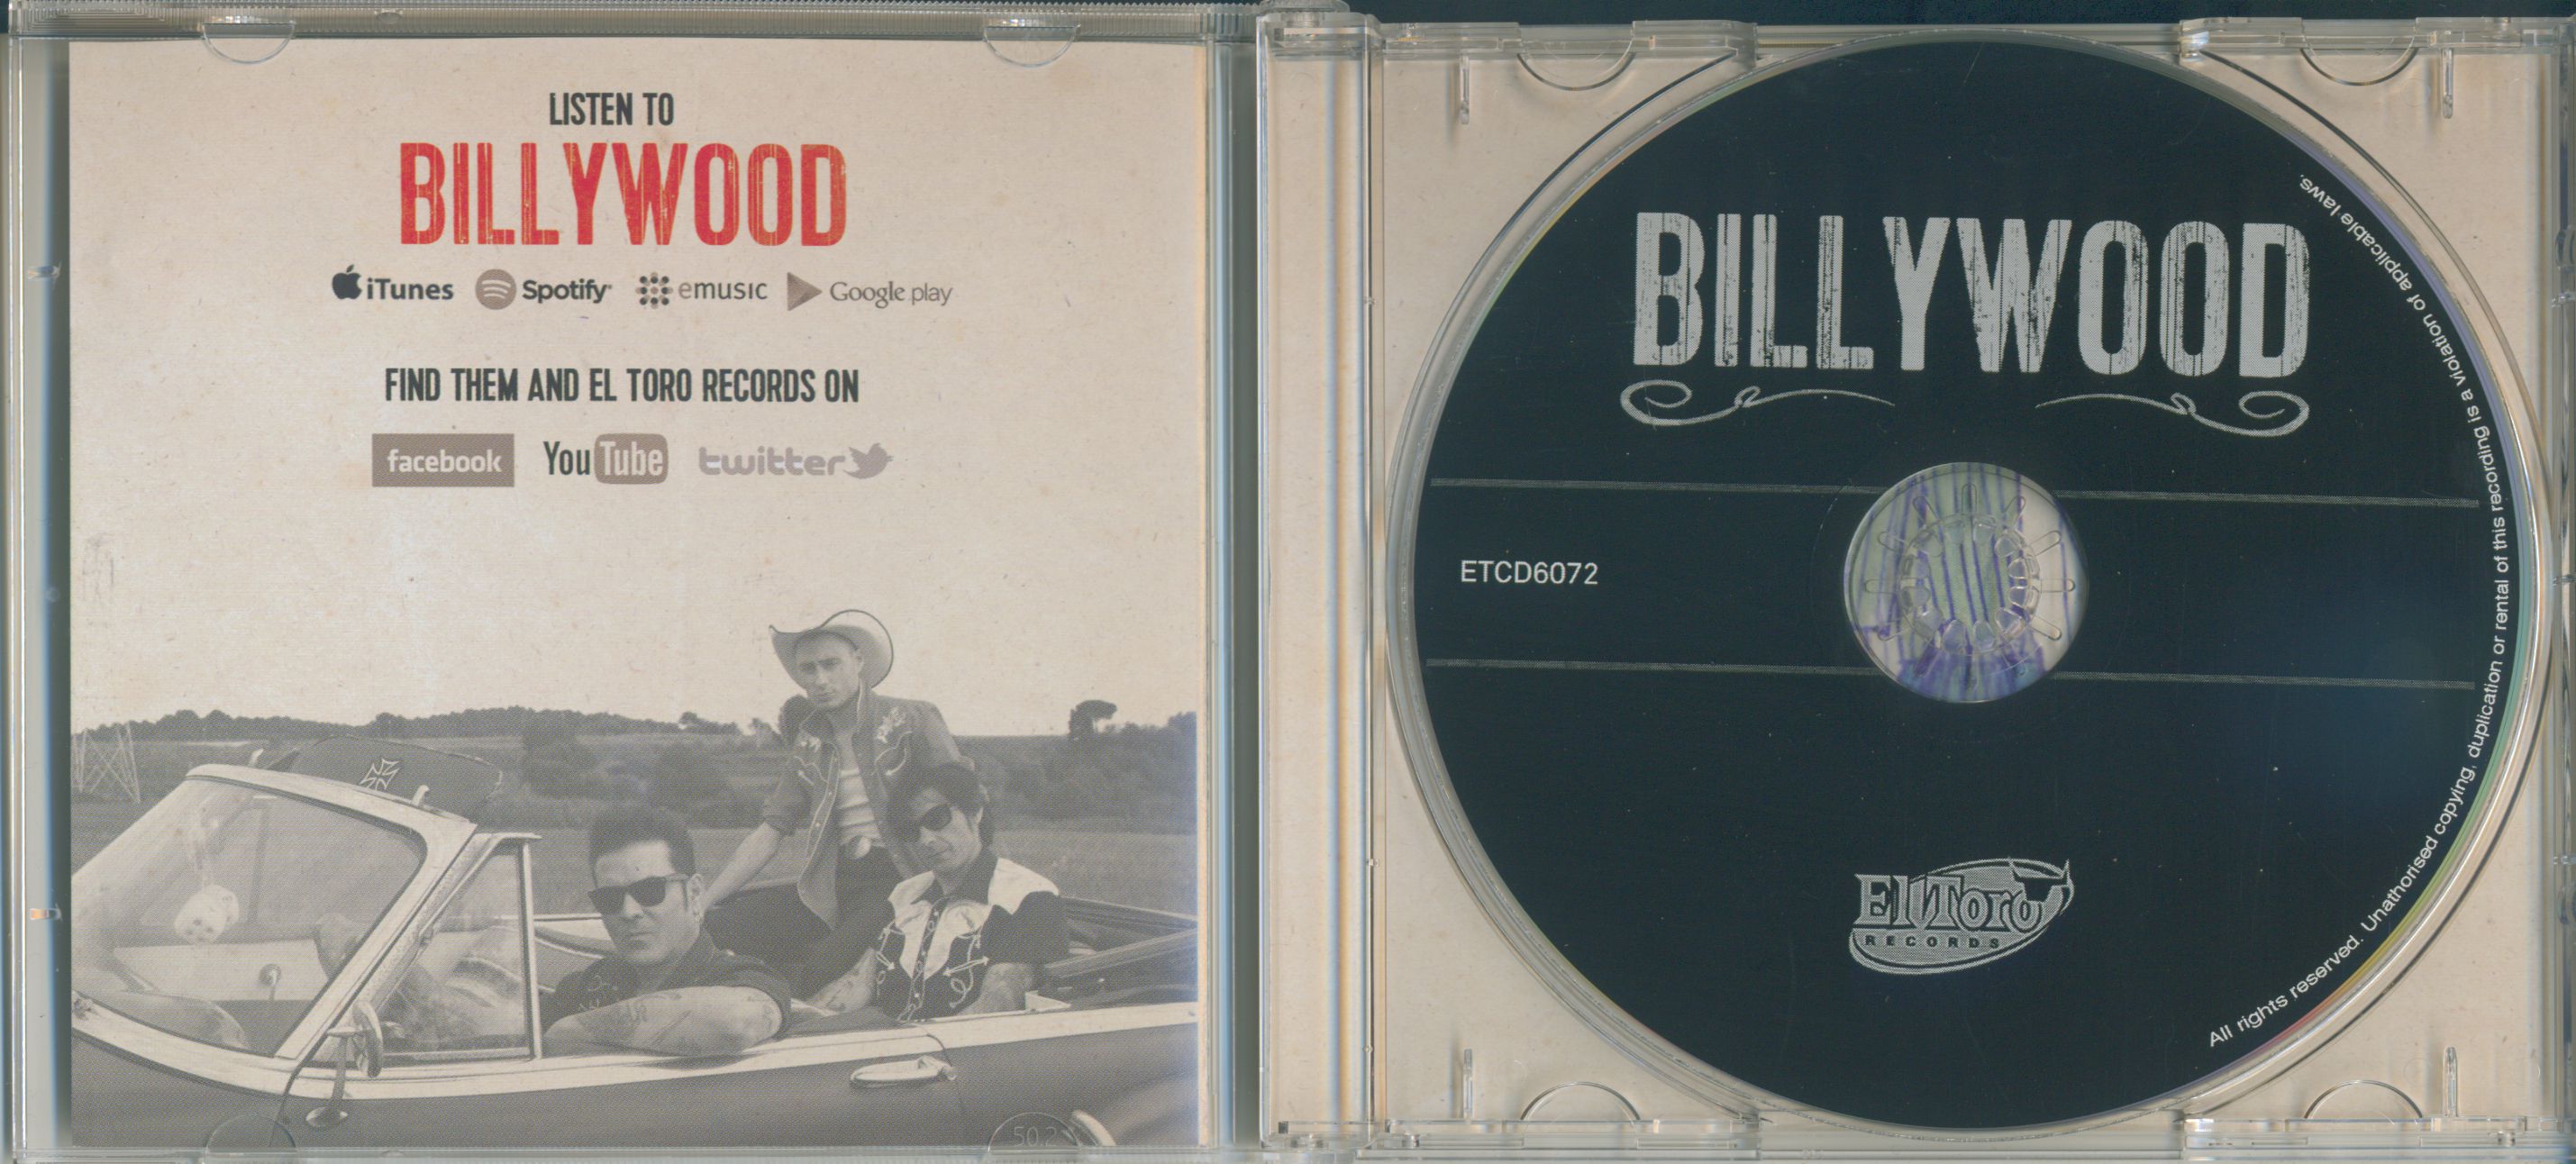 LISTEN TO
BILLYWOOD
iTunes Spotify emusic Google play
FIND THEM AND EL TORO RECORDS ON
facebook YouTube twitter
50.2
BILLYWOOD
ETCD6072
El Toro
RECORDS
All rights reserved. Unathorised copying, duplication or rental of this recording is a violation of applicable laws.